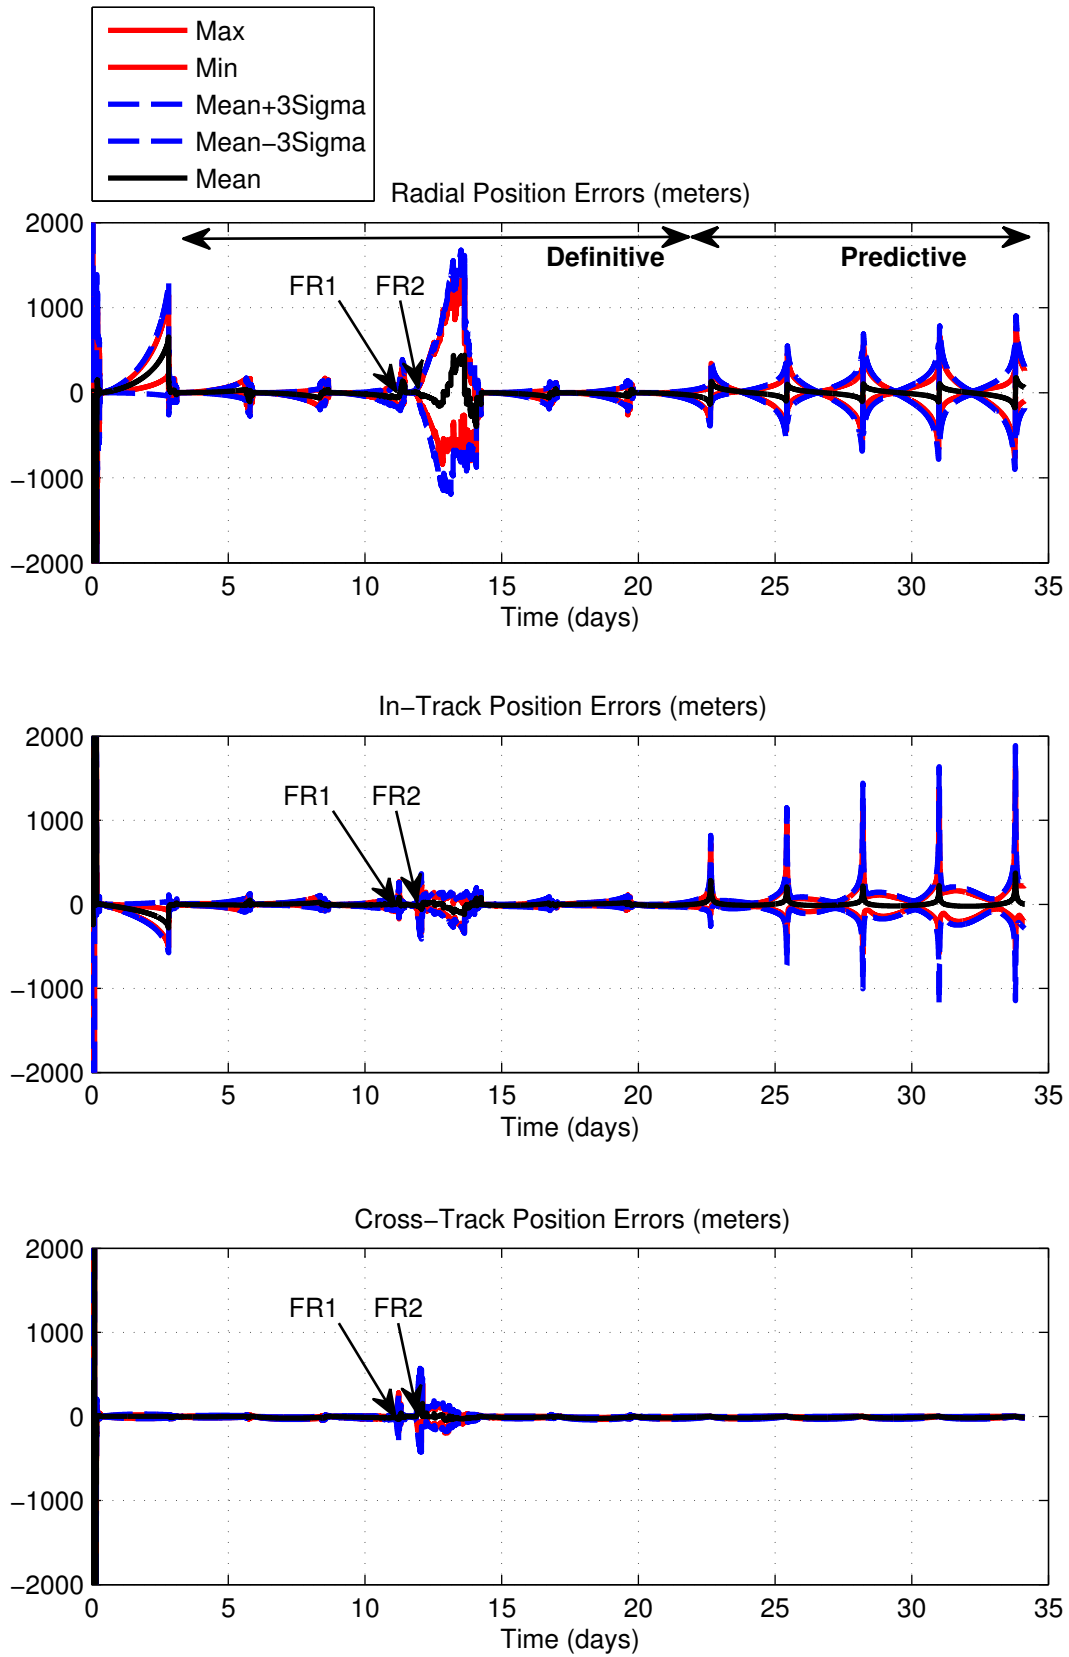 Max
Min
Mean+3Sigma
Mean−3Sigma
Mean
Radial Position Errors (meters)
2000
1000
0
−1000
−2000
Definitive
Predictive
FR1
FR2
0 5 10 15 20 25 30 35
Time (days)
In−Track Position Errors (meters)
2000
1000
0
−1000
−2000
FR1
FR2
0 5 10 15 20 25 30 35
Time (days)
Cross−Track Position Errors (meters)
2000
1000
0
−1000
−2000
FR1
FR2
0 5 10 15 20 25 30 35
Time (days)